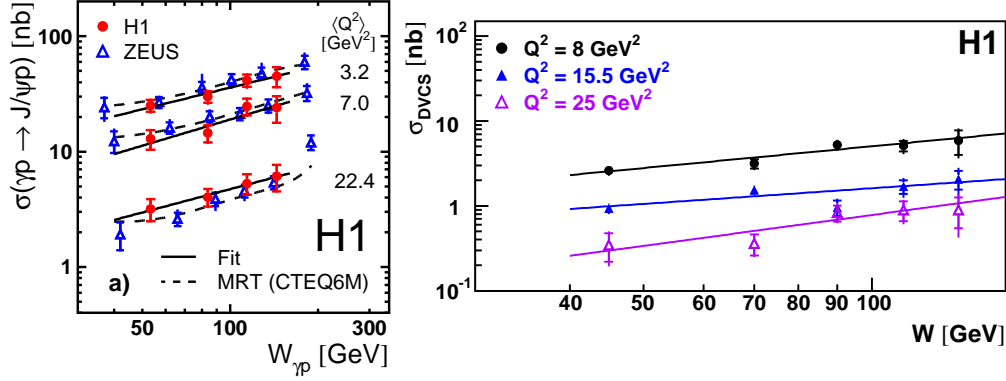 σ(γp → J/ψp) [nb]
H1
ZEUS
⟨Q²⟩
[GeV²]
3.2
7.0
22.4
10²
10
1
H1
Fit
MRT (CTEQ6M)
a)
50
100
300
W_γp [GeV]
σ_DVCS [nb]
Q² = 8 GeV²
Q² = 15.5 GeV²
Q² = 25 GeV²
H1
10²
10
1
10⁻¹
40
50
60
70
80
90
100
W [GeV]